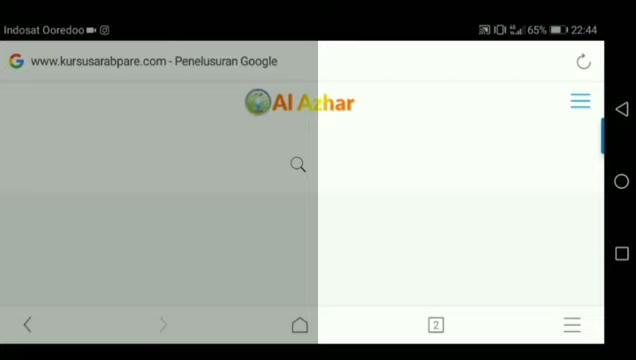 Indosat Ooredoo
65% 22:44
www.kursusarabpare.com - Penelusuran Google
Al Azhar
2